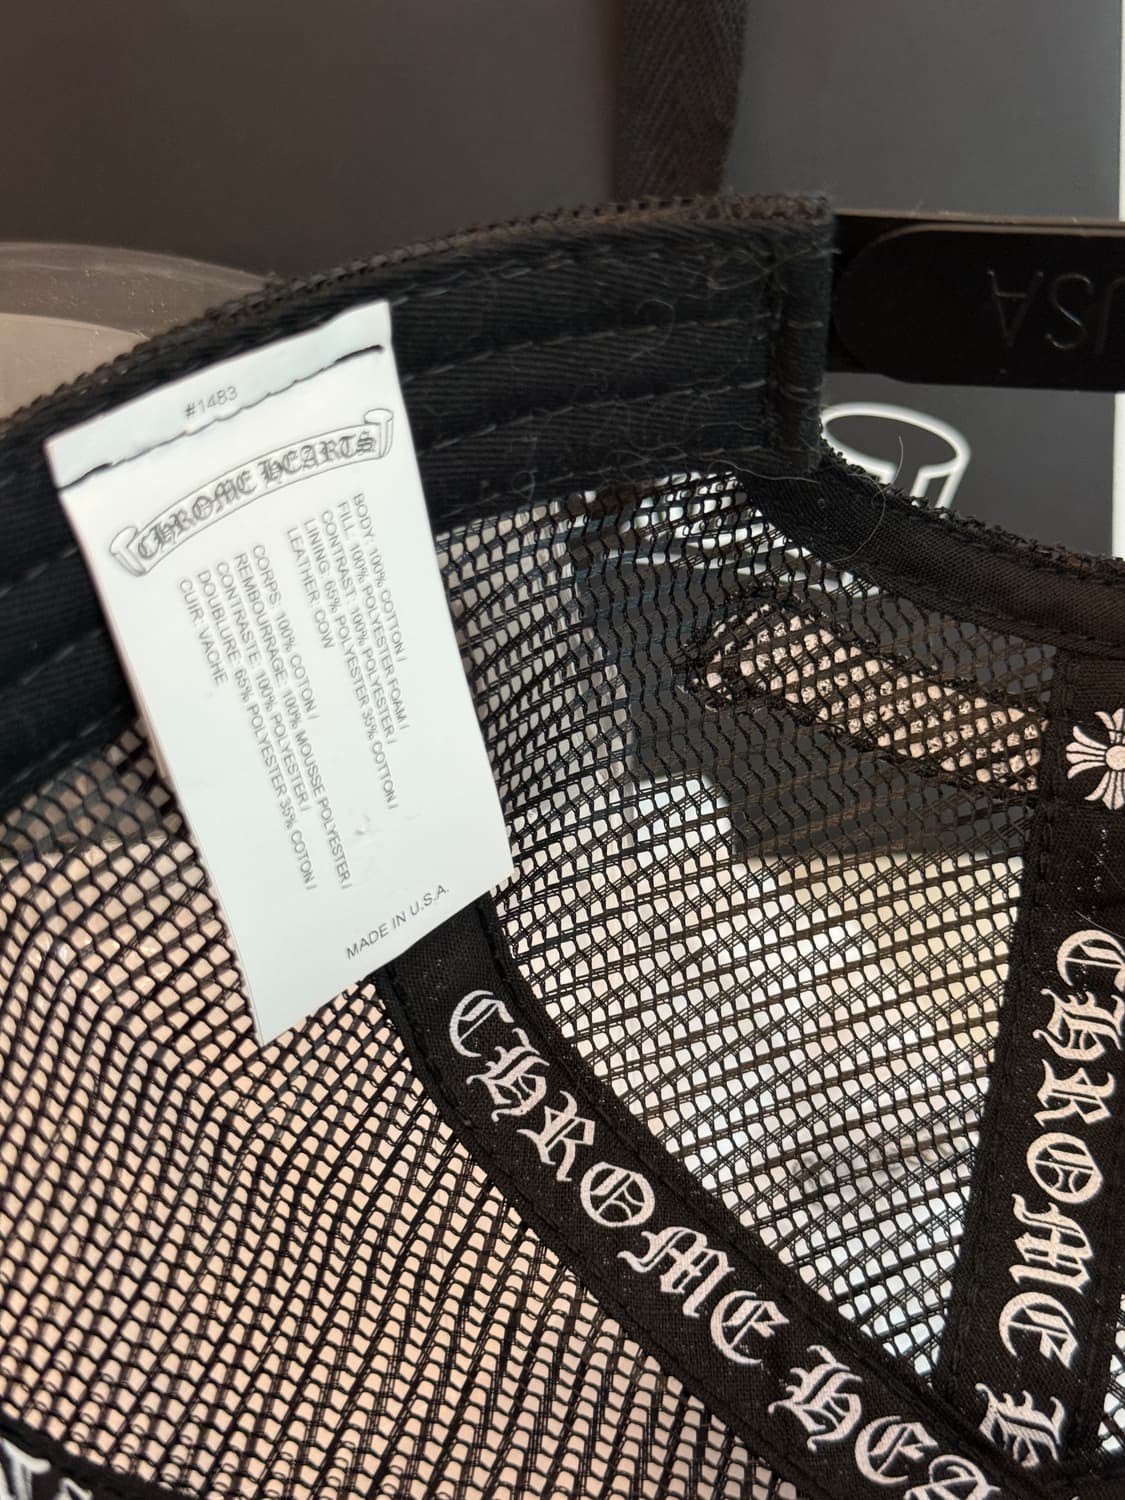 #1483
CHROME HEARTS
BODY: 100% COTTON /
FILL: 100% POLYESTER FOAM /
CONTRAST: 100% POLYESTER /
LINING: 65% POLYESTER 35% COTTON /
LEATHER: COW
CORPS: 100% COTON /
REMBOURRAGE: 100% MOUSSE POLYESTER /
CONTRASTE: 100% POLYESTER /
DOUBLURE: 65% POLYESTER 35% COTON /
CUIR: VACHE
MADE IN U.S.A.
USA
CHROME HEA
CHROME